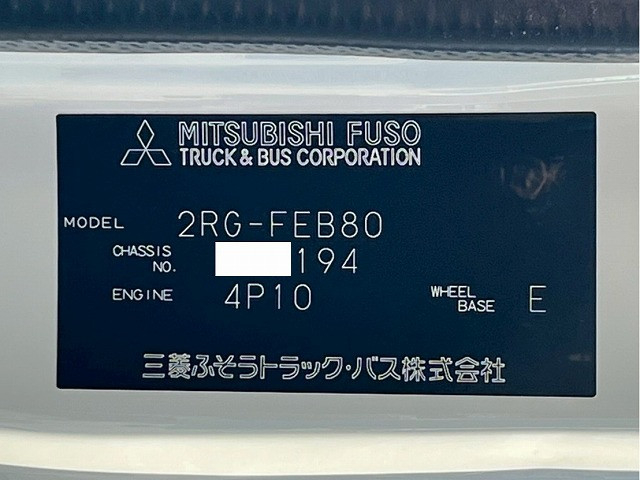 MITSUBISHI FUSO
TRUCK & BUS CORPORATION
MODEL 2RG-FEB80
CHASSIS NO. 194
ENGINE 4P10 WHEEL BASE E
三菱ふそうトラック・バス株式会社